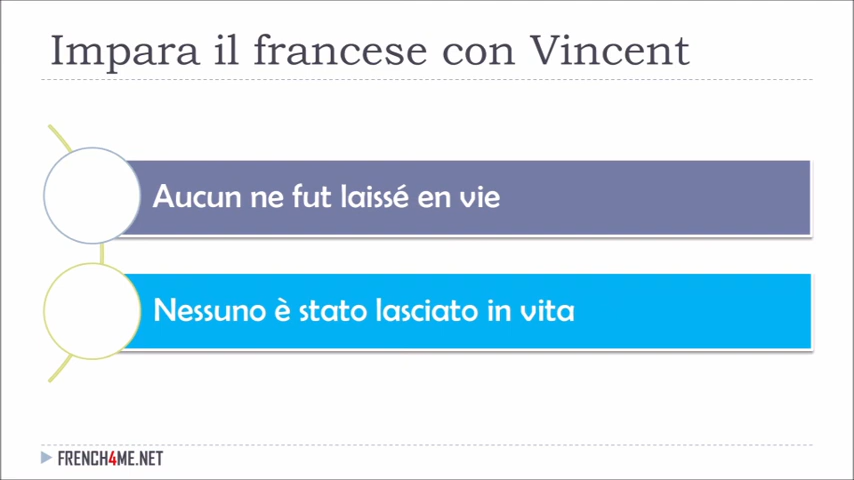 Impara il francese con Vincent
Aucun ne fut laissé en vie
Nessuno è stato lasciato in vita
FRENCH4ME.NET